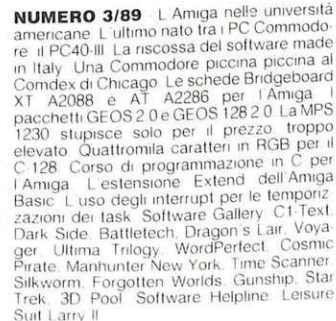 NUMERO 3/89 L'Amiga nelle università
americane L'ultimo nato tra i PC Commodo-
re il PC40-III La riscossa del software made
in Italy Una Commodore piccina piccina al
Comdex di Chicago Le schede Bridgeboard
XT A2088 e AT A2286 per l'Amiga I
pacchetti GEOS 2 0 e GEOS 128 2 0 La MPS
1230 stupisce solo per il prezzo troppo
elevato Quattromila caratteri in RGB per il
C 128 Corso di programmazione in C per
l'Amiga L'estensione Extend dell'Amiga
Basic L'uso degli interrupt per le temporiz-
zazioni dei task Software Gallery C1-Text,
Dark Side, Battletech, Dragon's Lair, Voya-
ger, Ultima Trilogy, WordPerfect, Cosmic
Pirate, Manhunter New York, Time Scanner,
Silkworm, Forgotten Worlds, Gunship, Star
Trek, 3D Pool Software Helpline Leisure
Suit Larry II